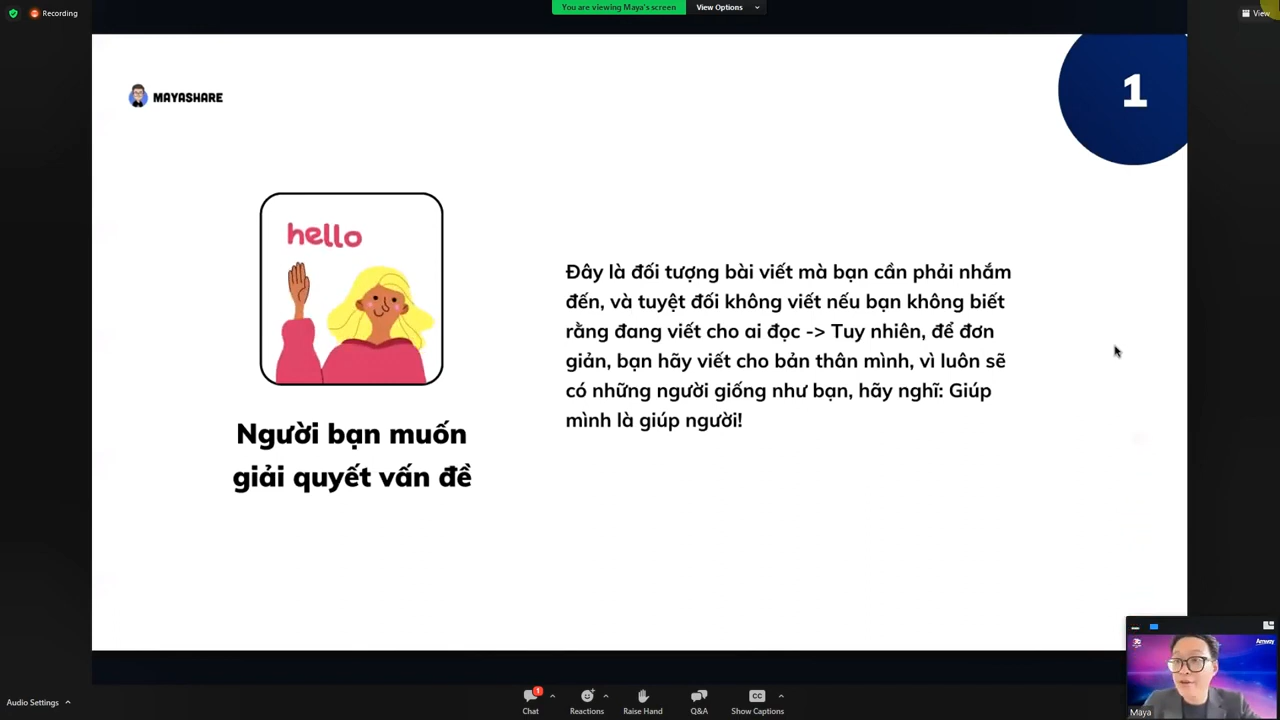 Recording
You are viewing Maya's screen
View Options
View
MAYASHARE
1
hello
Người bạn muốn
giải quyết vấn đề
Đây là đối tượng bài viết mà bạn cần phải nhắm
đến, và tuyệt đối không viết nếu bạn không biết
rằng đang viết cho ai đọc -> Tuy nhiên, để đơn
giản, bạn hãy viết cho bản thân mình, vì luôn sẽ
có những người giống như bạn, hãy nghĩ: Giúp
mình là giúp người!
Amway
Maya
Audio Settings
1
Chat
Reactions
Raise Hand
Q&A
CC
Show Captions